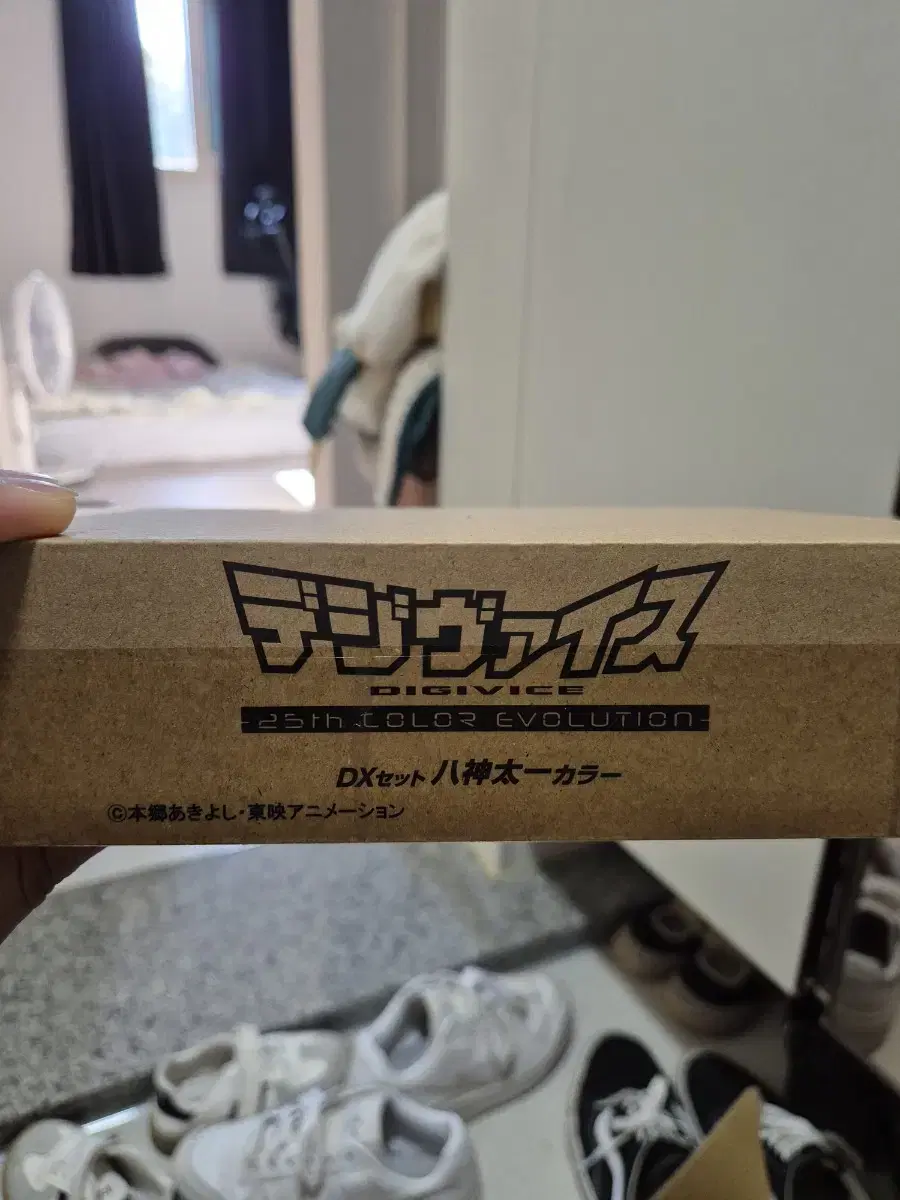 デジヴァイス
DIGIVICE
-25th COLOR EVOLUTION-
DXセット 八神太一カラー
©本郷あきよし・東映アニメーション